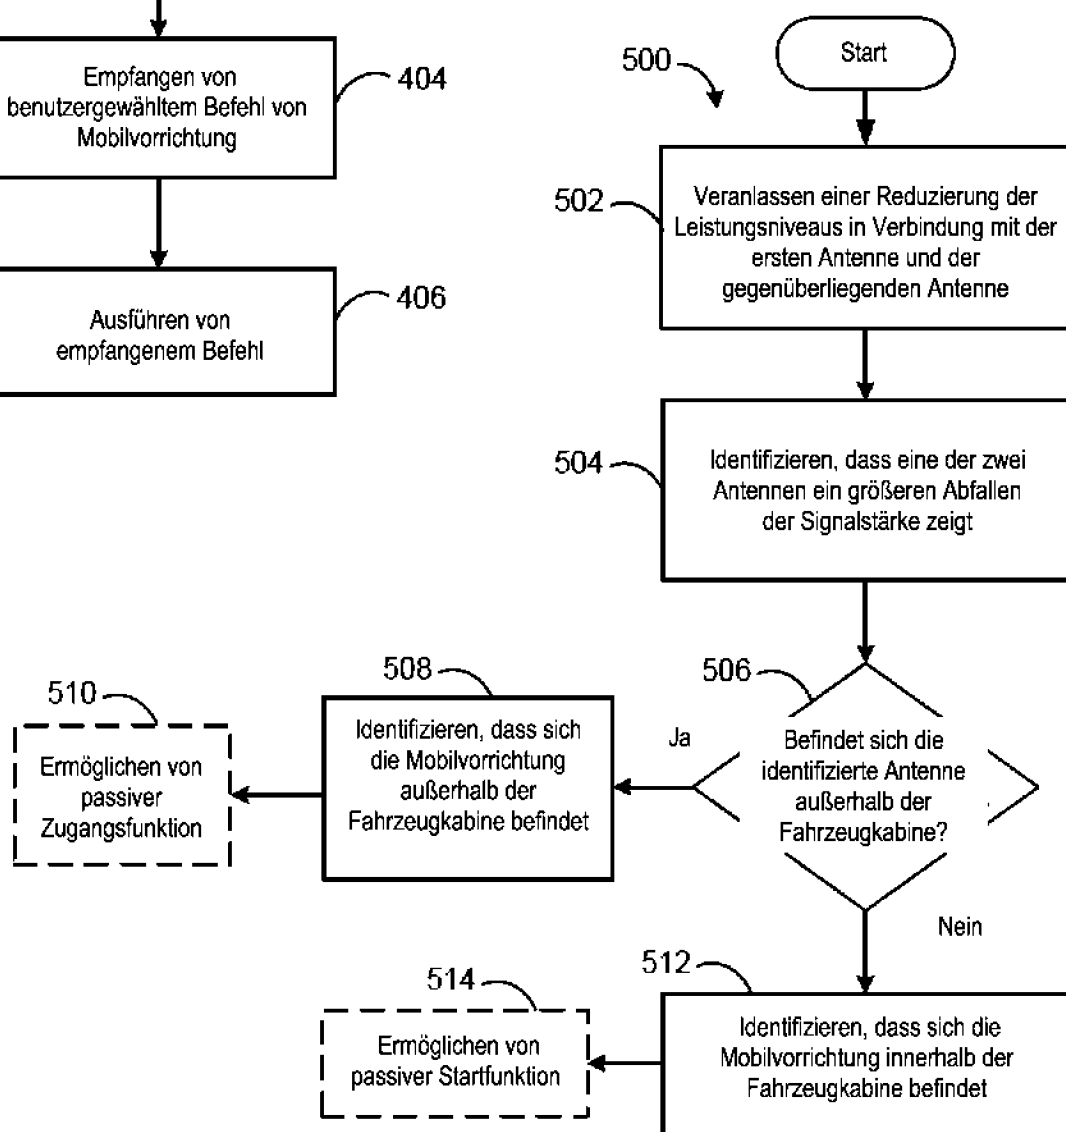 Empfangen von
benutzergewähltem Befehl von
Mobilvorrichtung
404
Ausführen von
empfangenem Befehl
406
500
Start
502
Veranlassen einer Reduzierung der
Leistungsniveaus in Verbindung mit der
ersten Antenne und der
gegenüberliegenden Antenne
504
Identifizieren, dass eine der zwei
Antennen ein größeren Abfallen
der Signalstärke zeigt
506
Befindet sich die
identifizierte Antenne
außerhalb der
Fahrzeugkabine?
Ja
508
Identifizieren, dass sich
die Mobilvorrichtung
außerhalb der
Fahrzeugkabine befindet
510
Ermöglichen von
passiver
Zugangsfunktion
Nein
512
Identifizieren, dass sich die
Mobilvorrichtung innerhalb der
Fahrzeugkabine befindet
514
Ermöglichen von
passiver Startfunktion